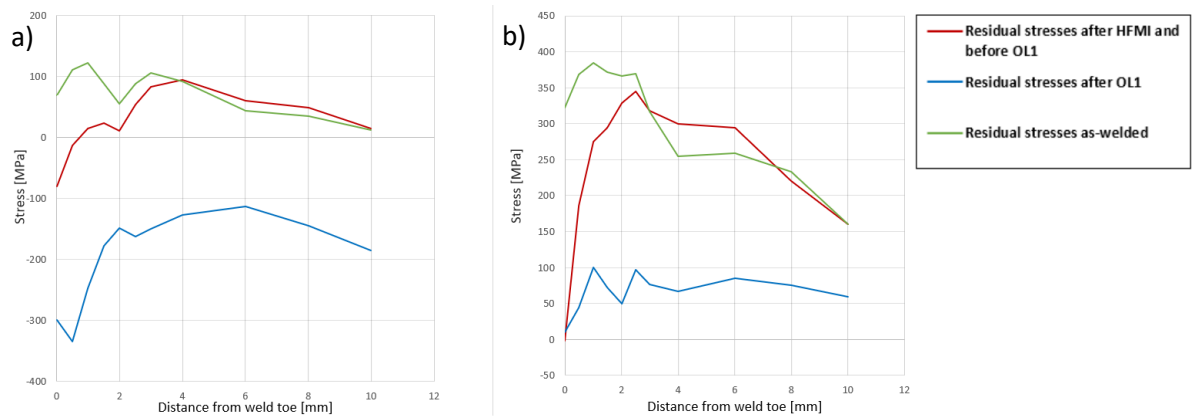 a)
Stress [MPa]
200
100
0
-100
-200
-300
-400
0 2 4 6 8 10 12
Distance from weld toe [mm]
b)
Stress [MPa]
450
400
350
300
250
200
150
100
50
0
-50
0 2 4 6 8 10 12
Distance from weld toe [mm]
Residual stresses after HFMI and
before OL1
Residual stresses after OL1
Residual stresses as-welded